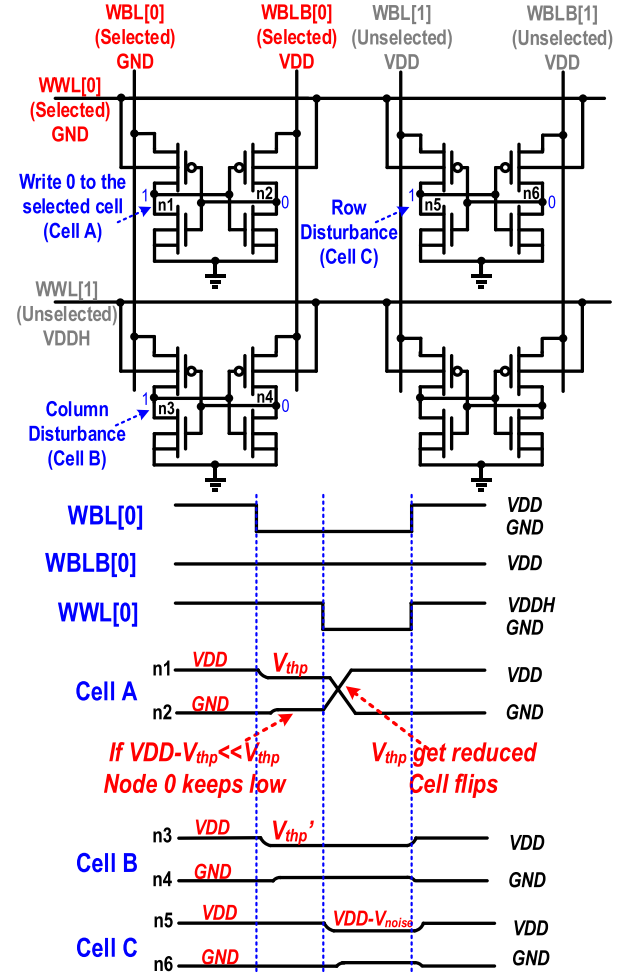 WBL[0]
(Selected)
GND
WBLB[0]
(Selected)
VDD
WBL[1]
(Unselected)
VDD
WBLB[1]
(Unselected)
VDD
WWL[0]
(Selected)
GND
Write 0 to the
selected cell
(Cell A)
1
n1
n2
0
Row
Disturbance
(Cell C)
1
n5
n6
0
WWL[1]
(Unselected)
VDDH
Column
Disturbance
(Cell B)
1
n3
n4
0
WBL[0]
VDD
GND
WBLB[0]
VDD
WWL[0]
VDDH
GND
Cell A
n1 VDD Vthp VDD
n2 GND GND
If VDD-Vthp<<Vthp
Node 0 keeps low
Vthp get reduced
Cell flips
Cell B
n3 VDD Vthp’ VDD
n4 GND GND
Cell C
n5 VDD VDD-Vnoise VDD
n6 GND GND